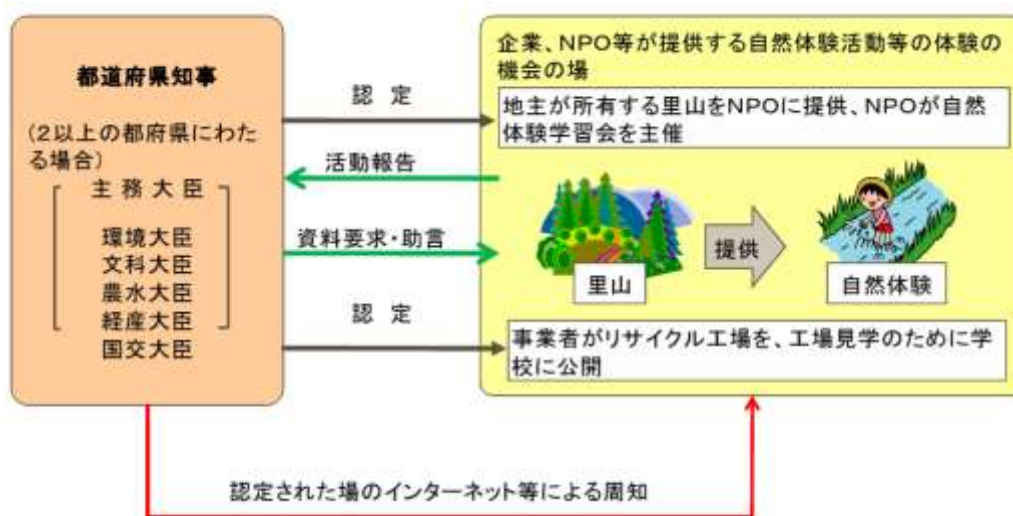 都道府県知事
(2以上の都府県にわた
る場合)
主務大臣
環境大臣
文科大臣
農水大臣
経産大臣
国交大臣
認 定
活動報告
資料要求・助言
認 定
企業、NPO等が提供する自然体験活動等の体験の
機会の場
地主が所有する里山をNPOに提供、NPOが自然
体験学習会を主催
里山
提供
自然体験
事業者がリサイクル工場を、工場見学のために学
校に公開
認定された場のインターネット等による周知